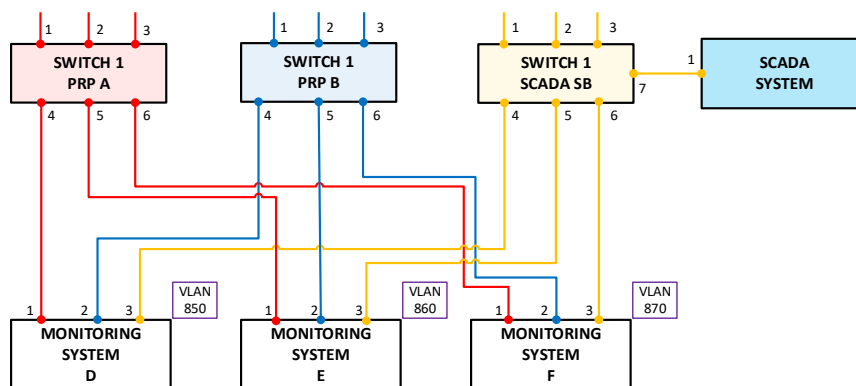 1 2 3
1 2 3
1 2 3
SWITCH 1
PRP A
SWITCH 1
PRP B
SWITCH 1
SCADA SB
1
SCADA
SYSTEM
7
4 5 6
4 5 6
4 5 6
VLAN
850
VLAN
860
VLAN
870
1 2 3
1 2 3
1 2 3
MONITORING
SYSTEM
D
MONITORING
SYSTEM
E
MONITORING
SYSTEM
F